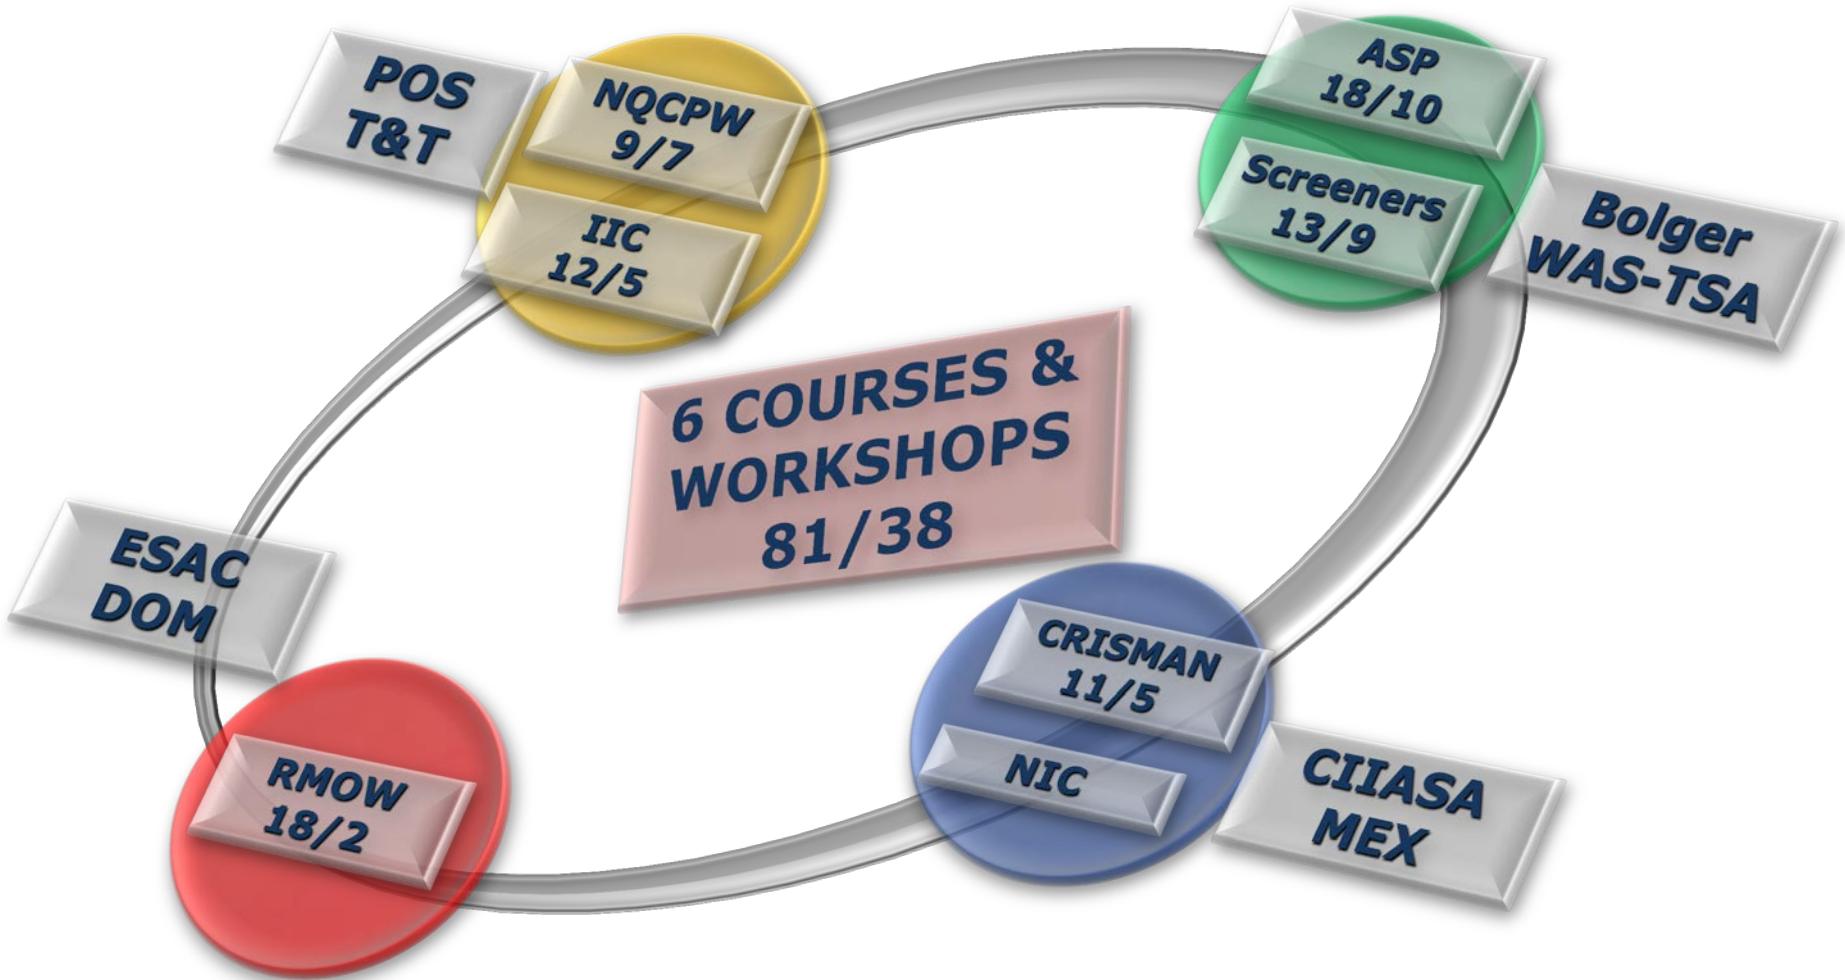 POS
T&T
NQCPW
9/7
IIC
12/5
ASP
18/10
Screeners
13/9
Bolger
WAS-TSA
6 COURSES &
WORKSHOPS
81/38
ESAC
DOM
RMOW
18/2
CRISMAN
11/5
NIC
CIIASA
MEX